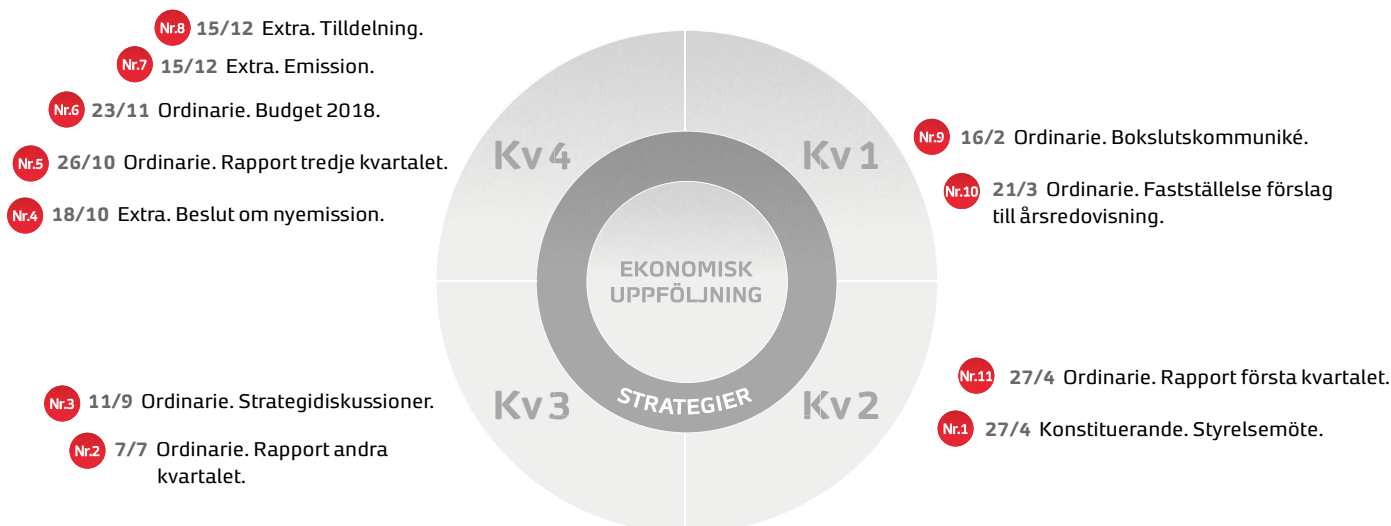 Nr.8 15/12 Extra. Tilldelning.
Nr.7 15/12 Extra. Emission.
Nr.6 23/11 Ordinarie. Budget 2018.
Nr.5 26/10 Ordinarie. Rapport tredje kvartalet.
Nr.4 18/10 Extra. Beslut om nyemission.
Kv 4
Kv 1
Nr.9 16/2 Ordinarie. Bokslutskommuniké.
Nr.10 21/3 Ordinarie. Fastställelse förslag
till årsredovisning.
EKONOMISK
UPPFÖLJNING
STRATEGIER
Nr.3 11/9 Ordinarie. Strategidiskussioner.
Nr.2 7/7 Ordinarie. Rapport andra
kvartalet.
Kv 3
Kv 2
Nr.11 27/4 Ordinarie. Rapport första kvartalet.
Nr.1 27/4 Konstituerande. Styrelsemöte.